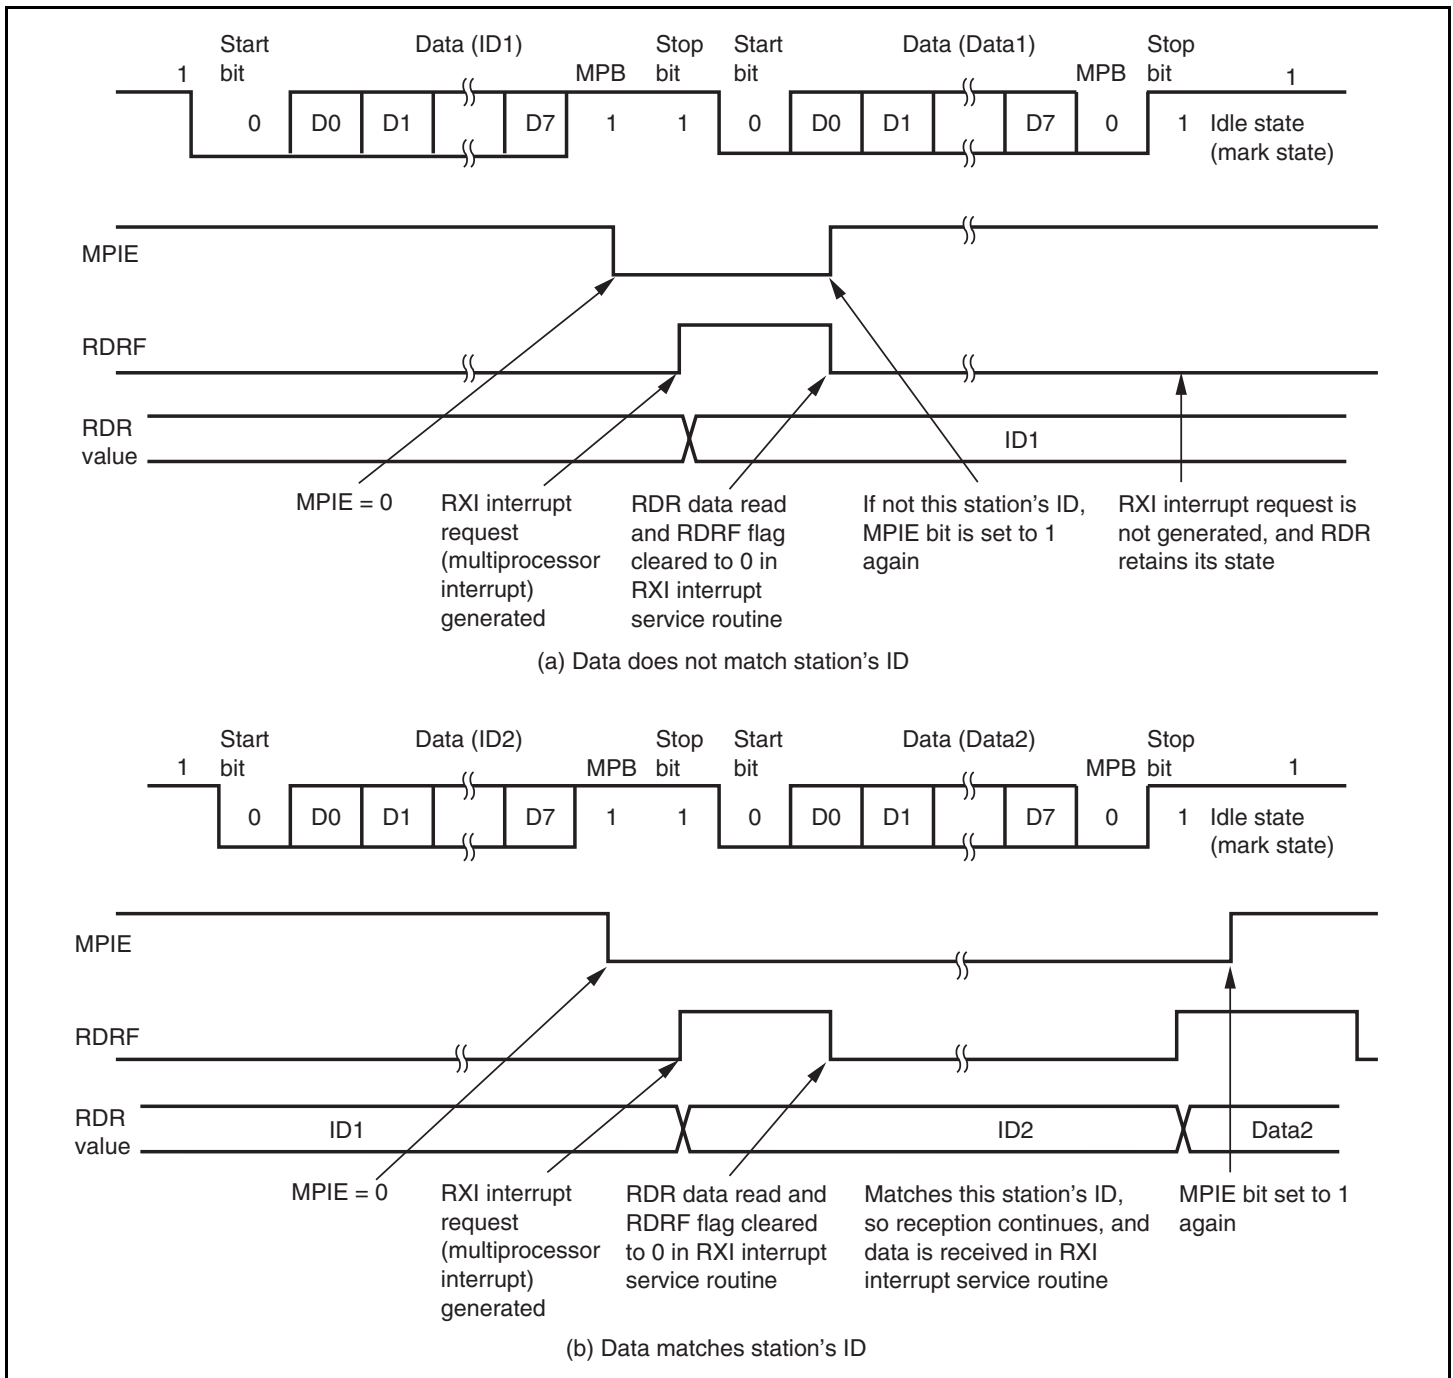 Start Data (ID1) Stop Start Data (Data1) Stop
1 bit MPB bit bit MPB bit 1
0 D0 D1 D7 1 1 0 D0 D1 D7 0 1 Idle state
(mark state)
MPIE
RDRF
RDR
value
ID1
MPIE = 0
RXI interrupt
request
(multiprocessor
interrupt)
generated
RDR data read
and RDRF flag
cleared to 0 in
RXI interrupt
service routine
If not this station's ID,
MPIE bit is set to 1
again
RXI interrupt request is
not generated, and RDR
retains its state
(a) Data does not match station's ID
Start Data (ID2) Stop Start Data (Data2) Stop
1 bit MPB bit bit MPB bit 1
0 D0 D1 D7 1 1 0 D0 D1 D7 0 1 Idle state
(mark state)
MPIE
RDRF
RDR
value
ID1 ID2 Data2
MPIE = 0
RXI interrupt
request
(multiprocessor
interrupt)
generated
RDR data read and
RDRF flag cleared
to 0 in RXI interrupt
service routine
Matches this station's ID,
so reception continues, and
data is received in RXI
interrupt service routine
MPIE bit set to 1
again
(b) Data matches station's ID